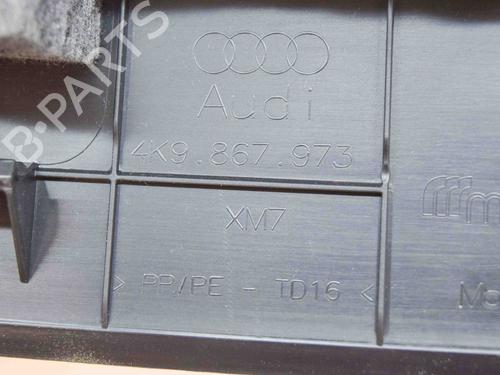 B-PARTS
Audi
4K9.867.973
XM7
> PP/PE - TD16 <